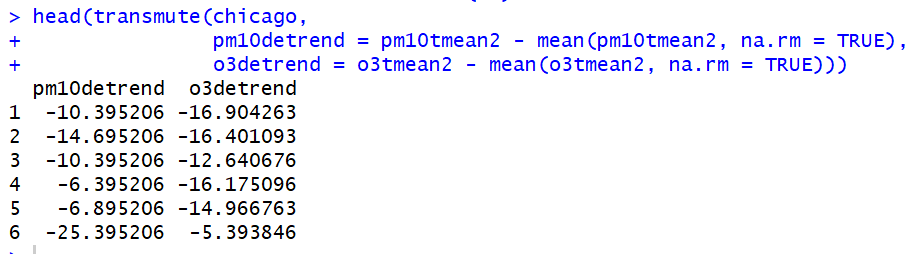 > head(transmute(chicago,
+               pm10detrend = pm10tmean2 - mean(pm10tmean2, na.rm = TRUE),
+               o3detrend = o3tmean2 - mean(o3tmean2, na.rm = TRUE)))
  pm10detrend  o3detrend
1  -10.395206 -16.904263
2  -14.695206 -16.401093
3  -10.395206 -12.640676
4   -6.395206 -16.175096
5   -6.895206 -14.966763
6  -25.395206  -5.393846